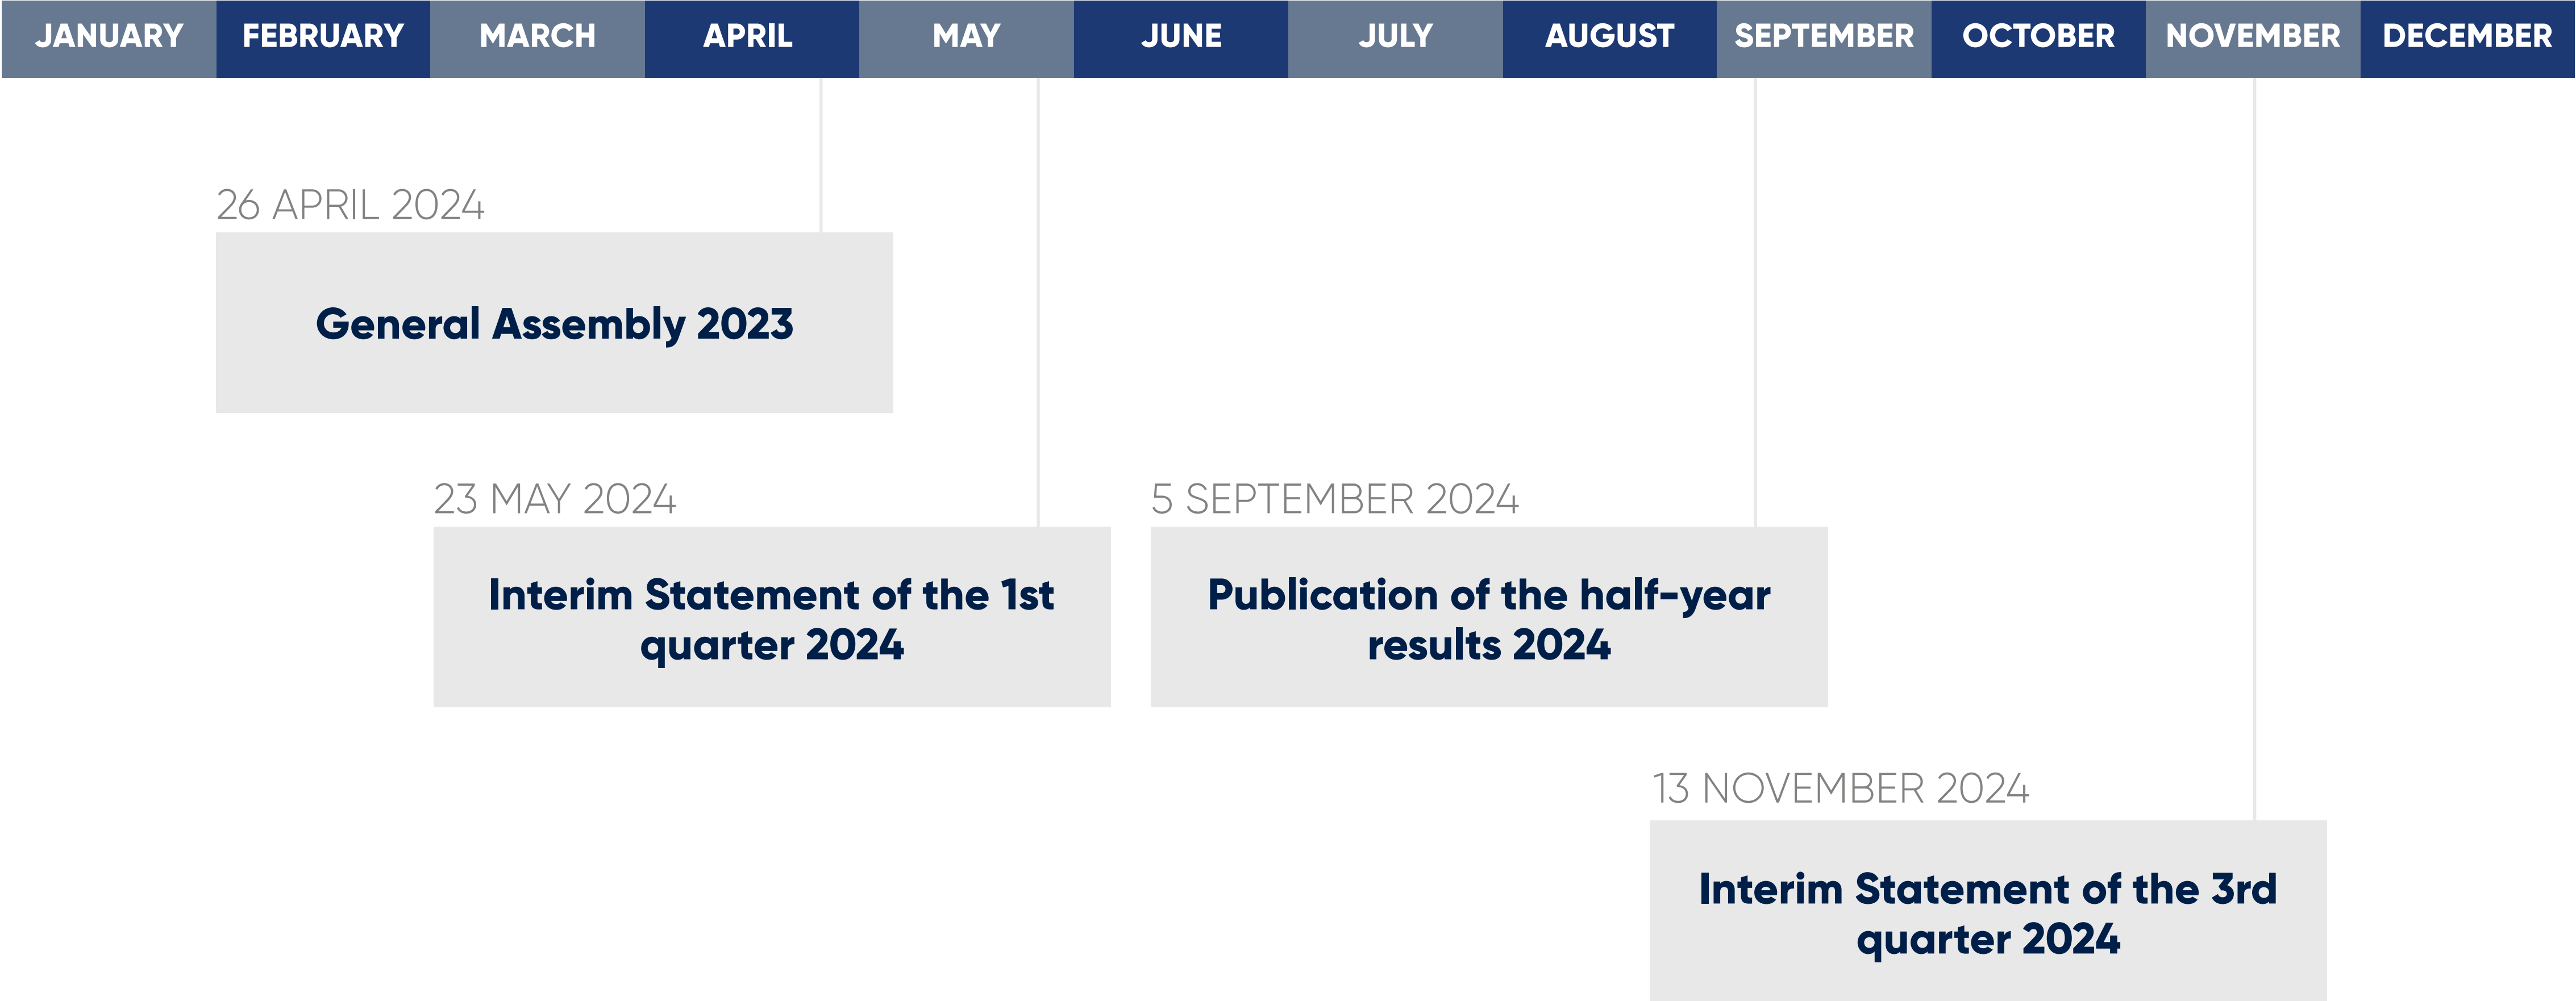 JANUARY FEBRUARY MARCH APRIL MAY JUNE JULY AUGUST SEPTEMBER OCTOBER NOVEMBER DECEMBER
26 APRIL 2024
General Assembly 2023
23 MAY 2024
Interim Statement of the 1st
quarter 2024
5 SEPTEMBER 2024
Publication of the half-year
results 2024
13 NOVEMBER 2024
Interim Statement of the 3rd
quarter 2024